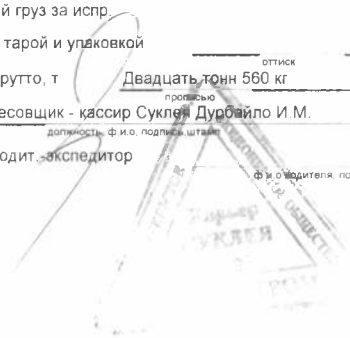 й груз за испр.
тарой и упаковкой
оттиск
рутто, т Двадцать тонн 560 кг
прописью
есовщик - кассир Суклея Дурбайло И.М.
должность, ф.и.о, подпись, штамп
одит.-экспедитор
ф.и.о водителя, по
Карьер
СУКЛЕЯ